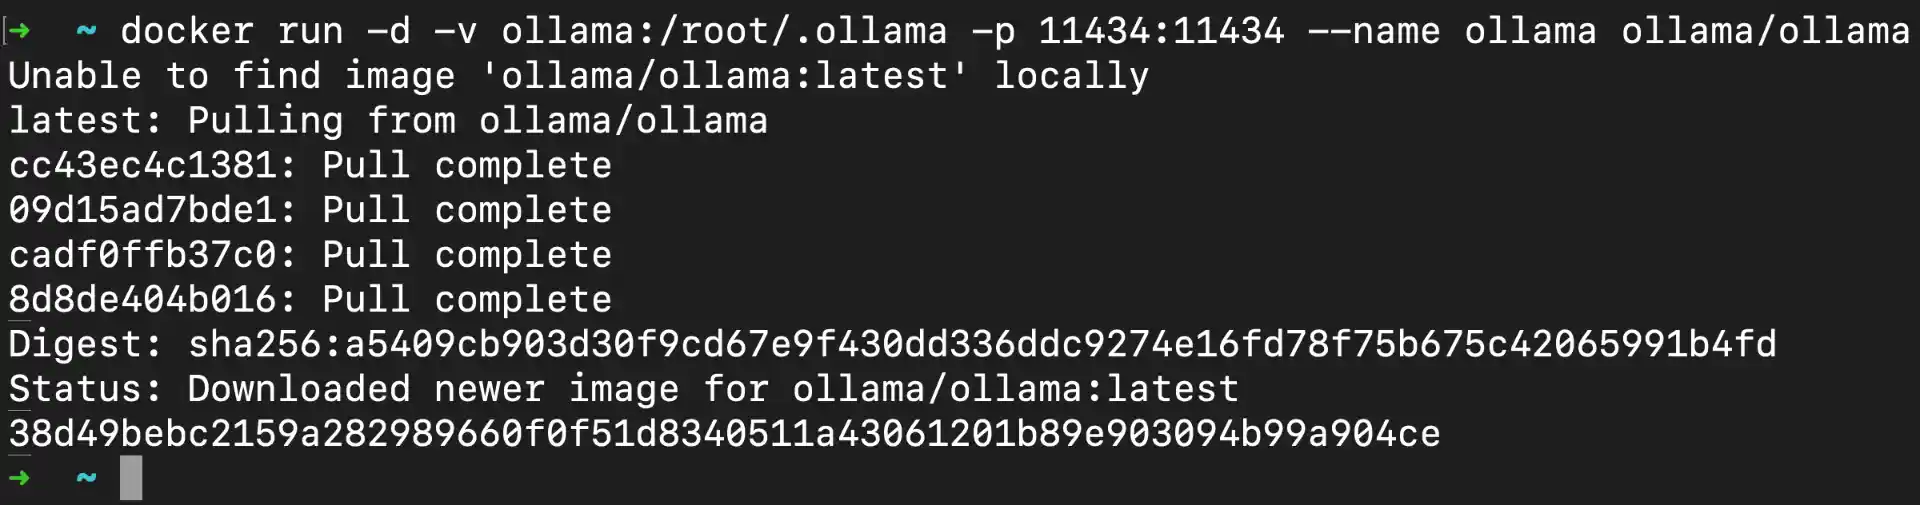 ➜  ~ docker run -d -v ollama:/root/.ollama -p 11434:11434 --name ollama ollama/ollama
Unable to find image 'ollama/ollama:latest' locally
latest: Pulling from ollama/ollama
cc43ec4c1381: Pull complete
09d15ad7bde1: Pull complete
cadf0ffb37c0: Pull complete
8d8de404b016: Pull complete
Digest: sha256:a5409cb903d30f9cd67e9f430dd336ddc9274e16fd78f75b675c42065991b4fd
Status: Downloaded newer image for ollama/ollama:latest
38d49bebc2159a282989660f0f51d8340511a43061201b89e903094b99a904ce
➜  ~